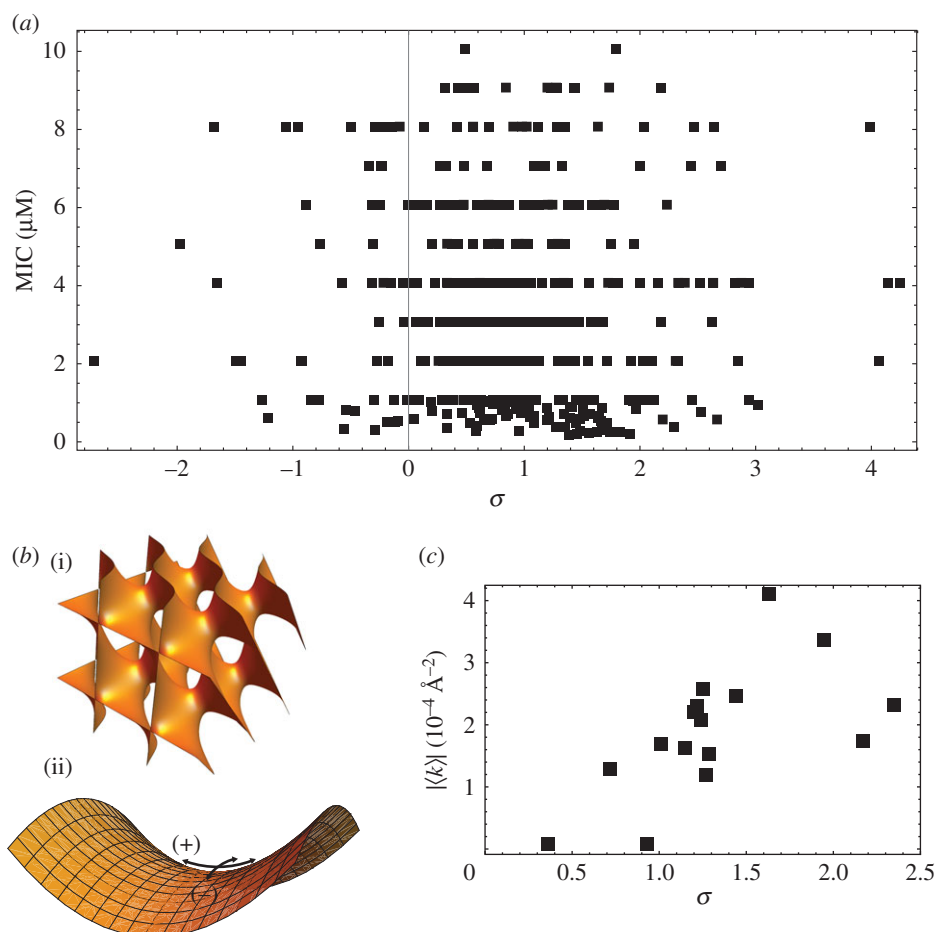 (a)
10
8
6
4
2
0
MIC (µM)
−2 −1 0 1 2 3 4
σ
(b) (i)
(ii)
(+)
(−)
(c)
4
3
2
1
|⟨k⟩| (10⁻⁴ Å⁻²)
0 0.5 1.0 1.5 2.0 2.5
σ